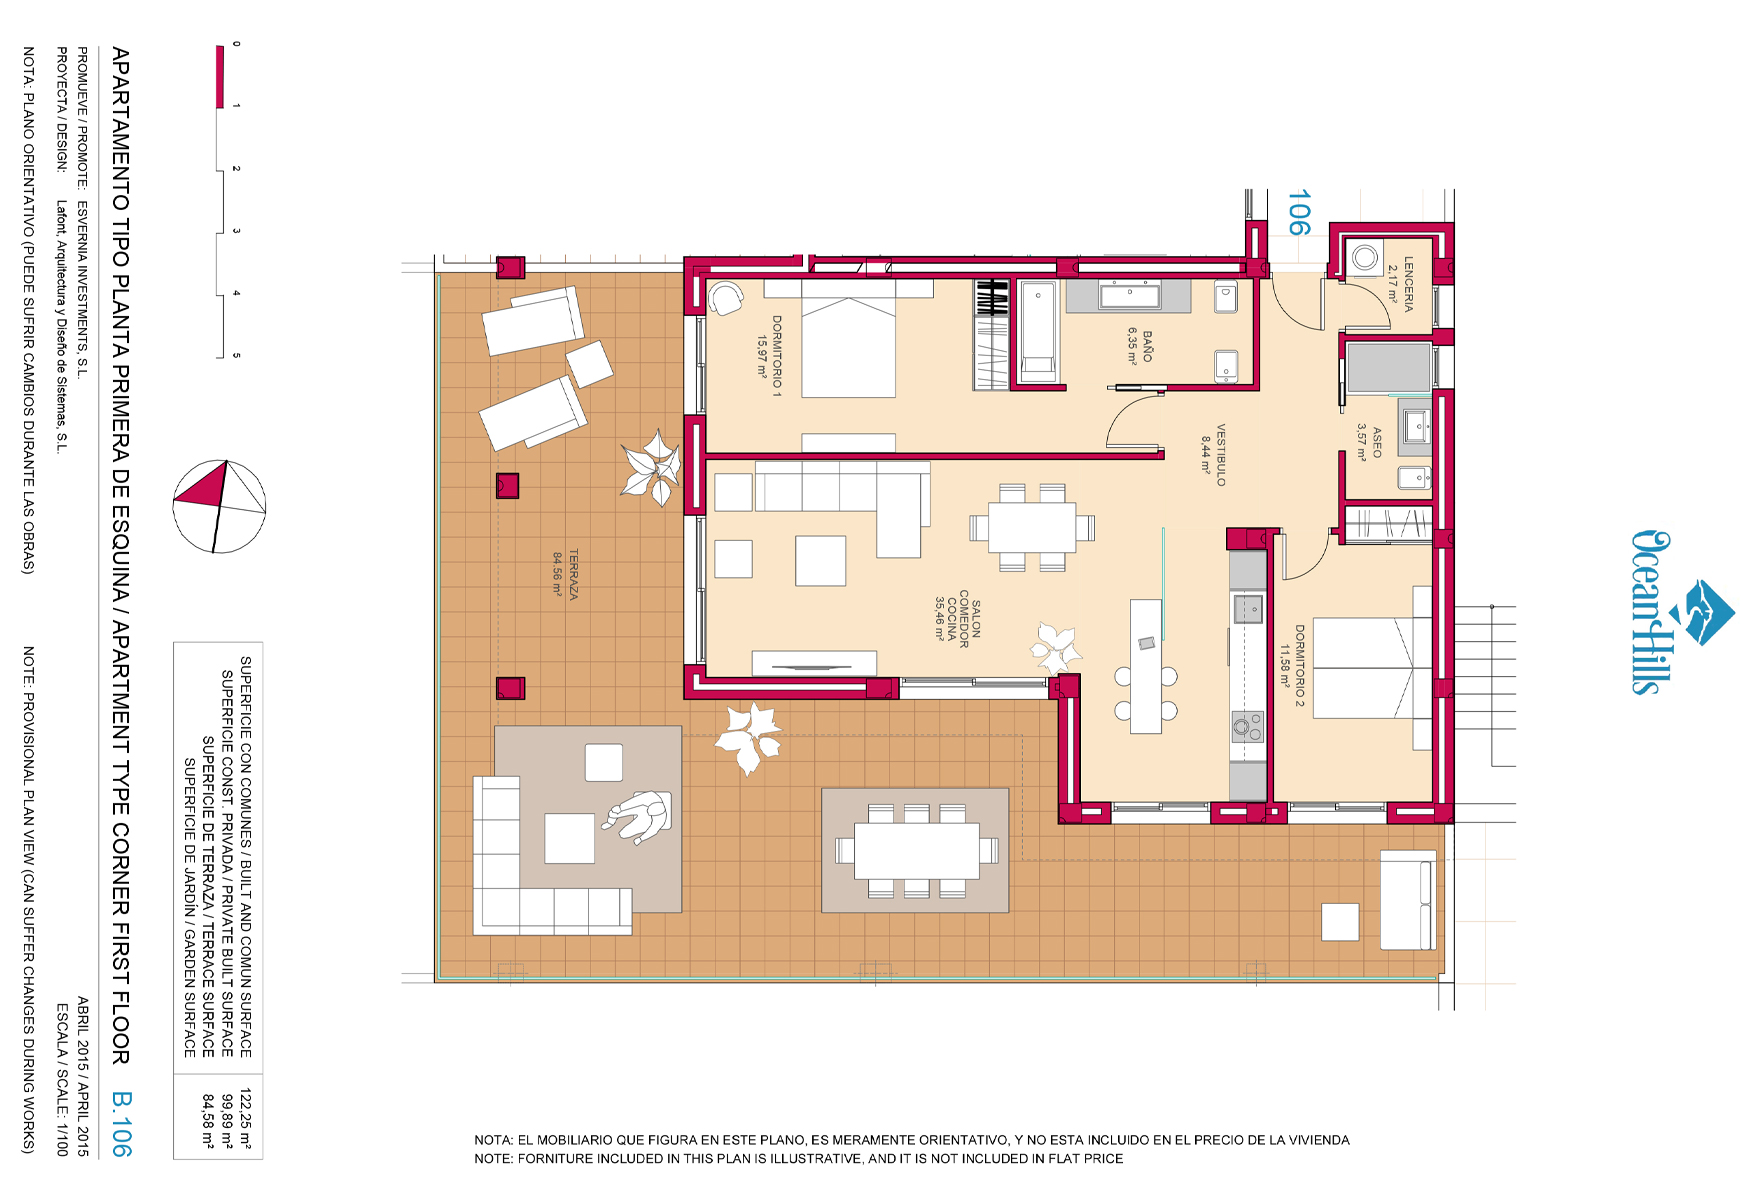 OceanHills
106
LENCERIA
2,17 m²
BAÑO
6,35 m²
DORMITORIO 1
15,97 m²
ASEO
3,57 m²
VESTIBULO
8,44 m²
TERRAZA
84.56 m²
SALON
COMEDOR
COCINA
35,46 m²
DORMITORIO 2
11,58 m²
0 1 2 3 4 5
SUPERFICIE CON COMUNES / BUILT AND COMUN SURFACE 122,25 m²
SUPERFICIE CONST. PRIVADA / PRIVATE BUILT SURFACE 99,89 m²
SUPERFICIE DE TERRAZA / TERRACE SURFACE 84,58 m²
SUPERFICIE DE JARDÍN / GARDEN SURFACE
APARTAMENTO TIPO PLANTA PRIMERA DE ESQUINA / APARTMENT TYPE CORNER FIRST FLOOR B.106
PROMUEVE / PROMOTE: ESVERNIA INVESTMENTS, S.L. ABRIL 2015 / APRIL 2015
PROYECTA / DESIGN: Lafont, Arquitectura y Diseño de Sistemas, S.L. ESCALA / SCALE: 1/100
NOTA: PLANO ORIENTATIVO (PUEDE SUFRIR CAMBIOS DURANTE LAS OBRAS) NOTE: PROVISIONAL PLAN VIEW (CAN SUFFER CHANGES DURING WORKS)
NOTA: EL MOBILIARIO QUE FIGURA EN ESTE PLANO, ES MERAMENTE ORIENTATIVO, Y NO ESTA INCLUIDO EN EL PRECIO DE LA VIVIENDA
NOTE: FORNITURE INCLUDED IN THIS PLAN IS ILLUSTRATIVE, AND IT IS NOT INCLUDED IN FLAT PRICE